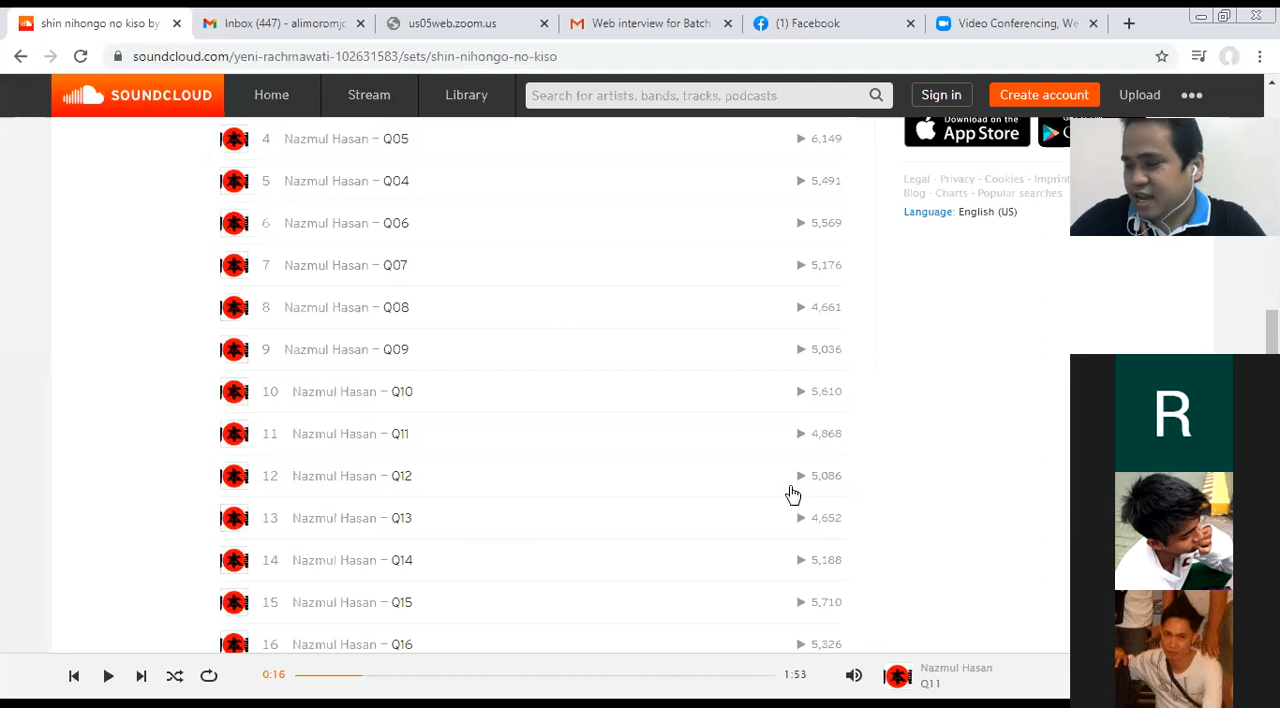 shin nihongo no kiso by
Inbox (447) - alimoromjc
us05web.zoom.us
Web interview for Batch
(1) Facebook
Video Conferencing, We
soundcloud.com/yeni-rachmawati-102631583/sets/shin-nihongo-no-kiso
SOUNDCLOUD
Home
Stream
Library
Search for artists, bands, tracks, podcasts
Sign in
Create account
Upload
4 Nazmul Hasan – Q05 6,149
5 Nazmul Hasan – Q04 5,491
6 Nazmul Hasan – Q06 5,569
7 Nazmul Hasan – Q07 5,176
8 Nazmul Hasan – Q08 4,661
9 Nazmul Hasan – Q09 5,036
10 Nazmul Hasan – Q10 5,610
11 Nazmul Hasan – Q11 4,868
12 Nazmul Hasan – Q12 5,086
13 Nazmul Hasan – Q13 4,652
14 Nazmul Hasan – Q14 5,188
15 Nazmul Hasan – Q15 5,710
16 Nazmul Hasan – Q16 5,326
Download on the
App Store
Legal - Privacy - Cookies - Imprint
Blog - Charts - Popular searches
Language: English (US)
R
0:16
1:53
Nazmul Hasan
Q11